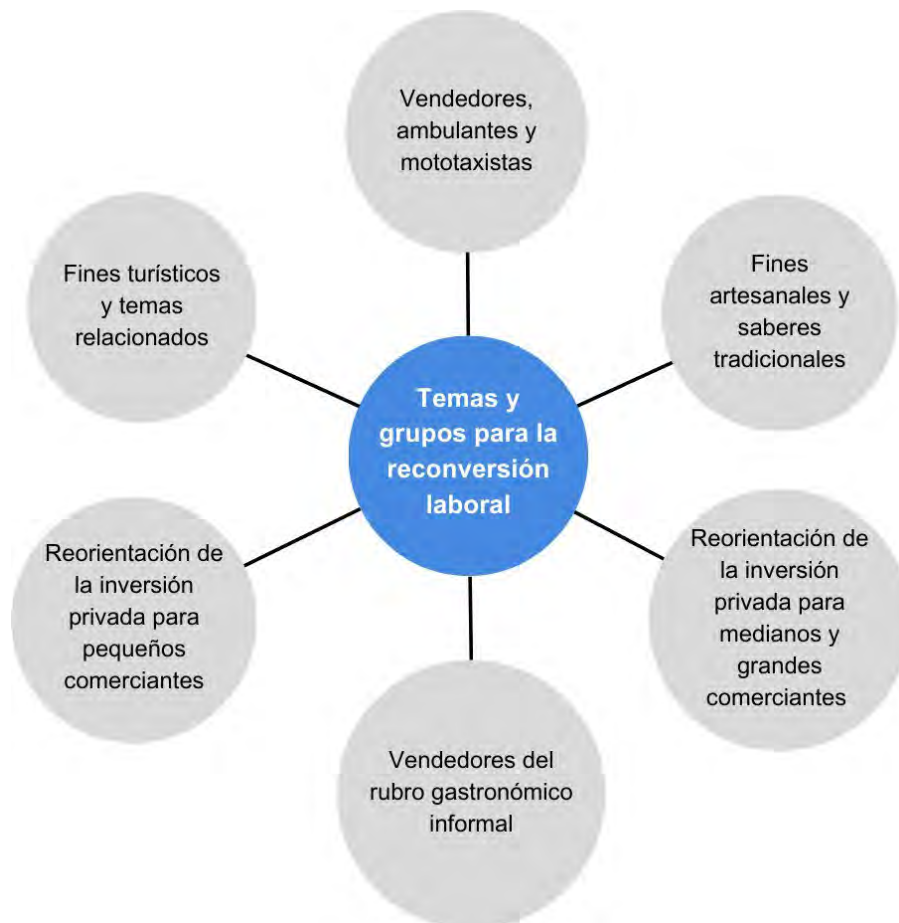 Vendedores,
ambulantes y
mototaxistas
Fines turísticos
y temas
relacionados
Fines
artesanales y
saberes
tradicionales
Temas y
grupos para la
reconversión
laboral
Reorientación de
la inversión
privada para
pequeños
comerciantes
Reorientación de
la inversión
privada para
medianos y
grandes
comerciantes
Vendedores del
rubro gastronómico
informal